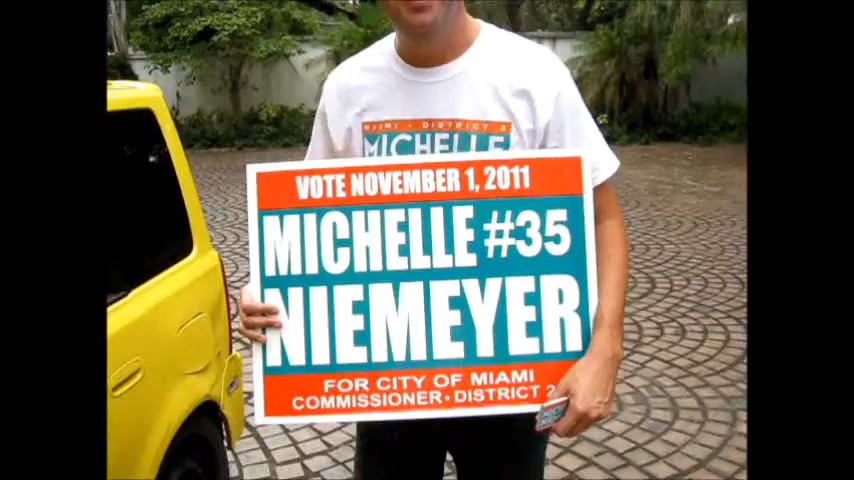 MIAMI - DISTRICT 2
MICHELLE
VOTE NOVEMBER 1, 2011
MICHELLE #35
NIEMEYER
FOR CITY OF MIAMI
COMMISSIONER · DISTRICT 2